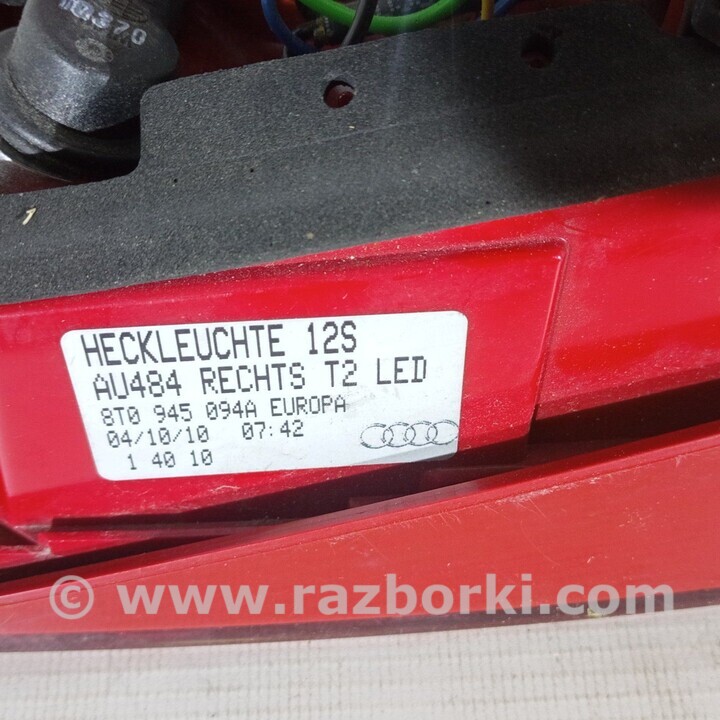 HECKLEUCHTE 12S
AU484 RECHTS T2 LED
8T0 945 094A EUROPA
04/10/10 07:42
1 40 10
© www.razborki.com